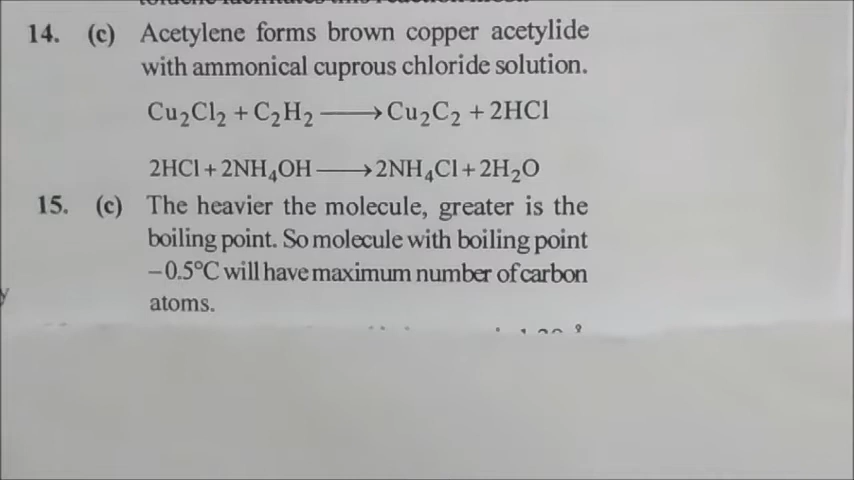 14. (c) Acetylene forms brown copper acetylide
with ammonical cuprous chloride solution.
Cu₂Cl₂ + C₂H₂ ⟶ Cu₂C₂ + 2HCl
2HCl + 2NH₄OH ⟶ 2NH₄Cl + 2H₂O
15. (c) The heavier the molecule, greater is the
boiling point. So molecule with boiling point
–0.5°C will have maximum number of carbon
atoms.